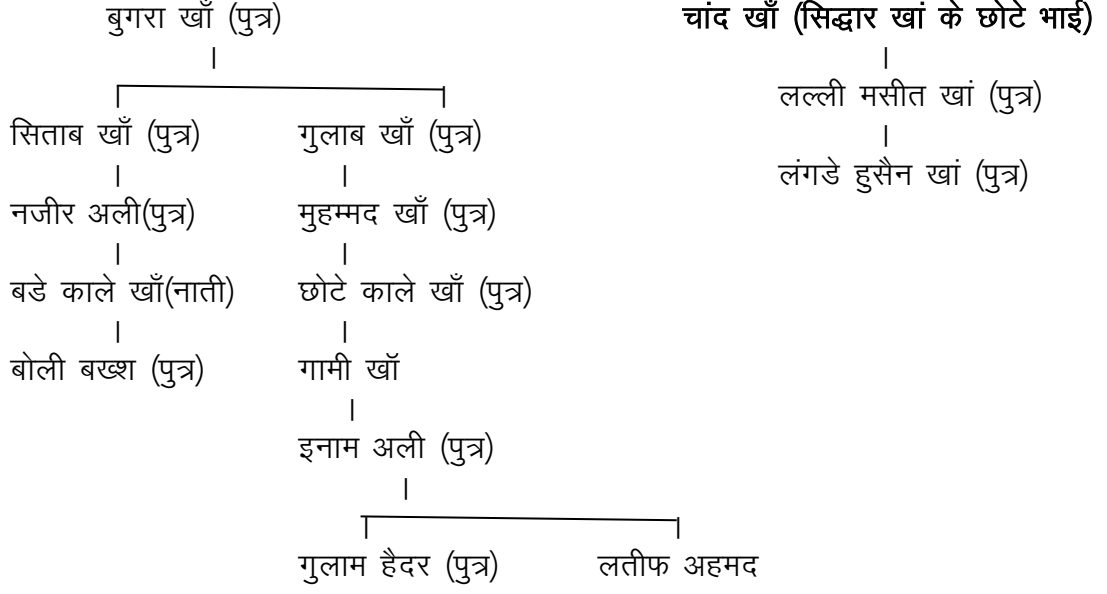 बुगरा खाँ (पुत्र) चांद खाँ (सिद्धार खां के छोटे भाई)
लल्ली मसीत खां (पुत्र)
सिताब खाँ (पुत्र) गुलाब खाँ (पुत्र)
लंगडे हुसैन खां (पुत्र)
नजीर अली(पुत्र) मुहम्मद खाँ (पुत्र)
बडे काले खाँ(नाती) छोटे काले खाँ (पुत्र)
बोली बख्श (पुत्र) गामी खॉ
इनाम अली (पुत्र)
गुलाम हैदर (पुत्र) लतीफ अहमद